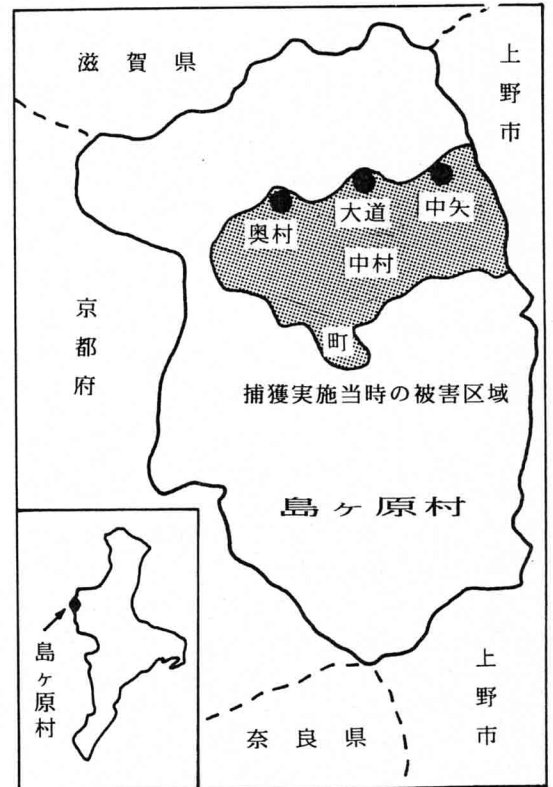 滋賀県
上野市
奥村
大道
中矢
中村
町
京都府
捕獲実施当時の被害区域
島ヶ原村
島ヶ原村
奈良県
上野市